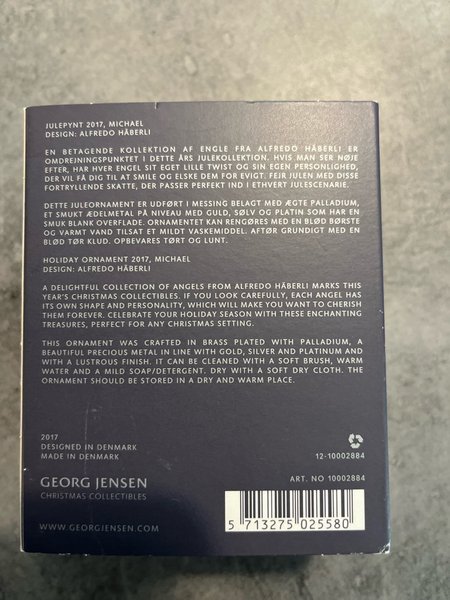 JULEPYNT 2017, MICHAEL
DESIGN: ALFREDO HÄBERLI
EN BETAGENDE KOLLEKTION AF ENGLE FRA ALFREDO HÄBERLI ER
OMDREJNINGSPUNKTET I DETTE ÅRS JULEKOLLEKTION. HVIS MAN SER NØJE
EFTER, HAR HVER ENGEL SIT EGET LILLE TWIST OG SIN EGEN PERSONLIGHED,
DER VIL FÅ DIG TIL AT SMILE OG ELSKE DEM FOR EVIGT. FEJR JULEN MED DISSE
FORTRYLLENDE SKATTE, DER PASSER PERFEKT IND I ETHVERT JULESCENARIE.
DETTE JULEORNAMENT ER UDFØRT I MESSING BELAGT MED ÆGTE PALLADIUM,
ET SMUKT ÆDELMETAL PÅ NIVEAU MED GULD, SØLV OG PLATIN SOM HAR EN
SMUK BLANK OVERFLADE. ORNAMENTET KAN RENGØRES MED EN BLØD BØRSTE
OG VARMT VAND TILSAT ET MILDT VASKEMIDDEL. AFTØR GRUNDIGT MED EN
BLØD TØR KLUD. OPBEVARES TØRT OG LUNT.
HOLIDAY ORNAMENT 2017, MICHAEL
DESIGN: ALFREDO HÄBERLI
A DELIGHTFUL COLLECTION OF ANGELS FROM ALFREDO HÄBERLI MARKS THIS
YEAR'S CHRISTMAS COLLECTIBLES. IF YOU LOOK CAREFULLY, EACH ANGEL HAS
ITS OWN SHAPE AND PERSONALITY, WHICH WILL MAKE YOU WANT TO CHERISH
THEM FOREVER. CELEBRATE YOUR HOLIDAY SEASON WITH THESE ENCHANTING
TREASURES, PERFECT FOR ANY CHRISTMAS SETTING.
THIS ORNAMENT WAS CRAFTED IN BRASS PLATED WITH PALLADIUM, A
BEAUTIFUL PRECIOUS METAL IN LINE WITH GOLD, SILVER AND PLATINUM AND
WITH A LUSTROUS FINISH. IT CAN BE CLEANED WITH A SOFT BRUSH, WARM
WATER AND A MILD SOAP/DETERGENT. DRY WITH A SOFT DRY CLOTH. THE
ORNAMENT SHOULD BE STORED IN A DRY AND WARM PLACE.
2017
DESIGNED IN DENMARK
MADE IN DENMARK
12-10002884
GEORG JENSEN
CHRISTMAS COLLECTIBLES
ART. NO 10002884
WWW.GEORGJENSEN.COM
5 713275 025580